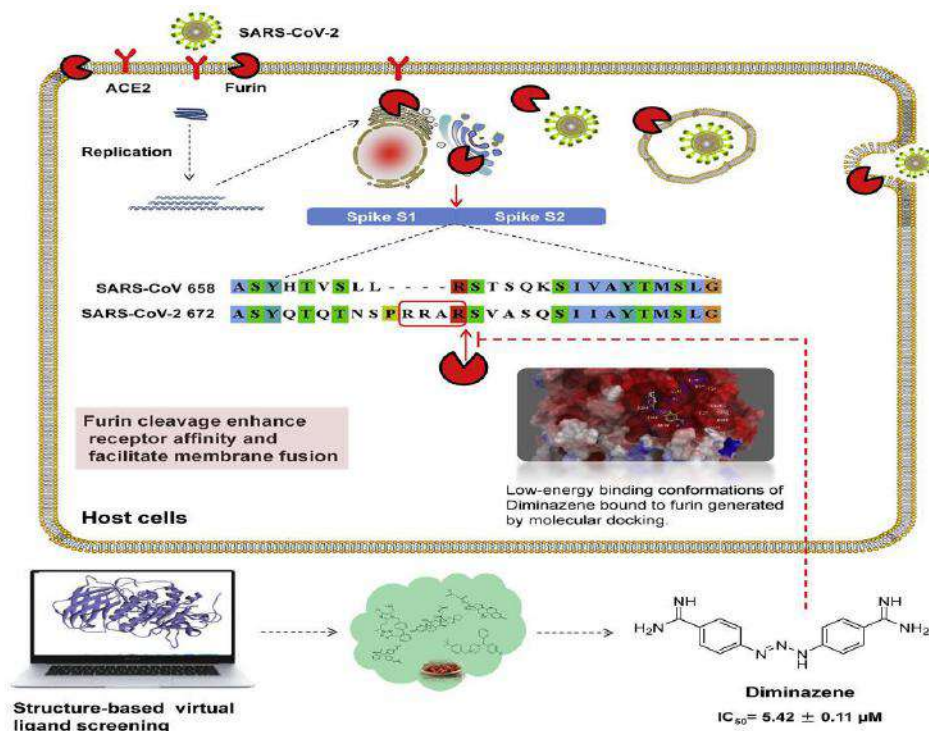 SARS-CoV-2
ACE2
Furin
Replication
Spike S1
Spike S2
SARS-CoV 658 ASYHTVSLL----RSTSQKSIVAYTMSLG
SARS-CoV-2 672 ASYQTQTNSPRRARSVASQSIIAYTMSLG
Furin cleavage enhance
receptor affinity and
facilitate membrane fusion
Low-energy binding conformations of
Diminazene bound to furin generated
by molecular docking.
Host cells
Structure-based virtual
ligand screening
NH
H₂N
N
N
N
H
NH
NH₂
Diminazene
IC₅₀= 5.42 ± 0.11 μM